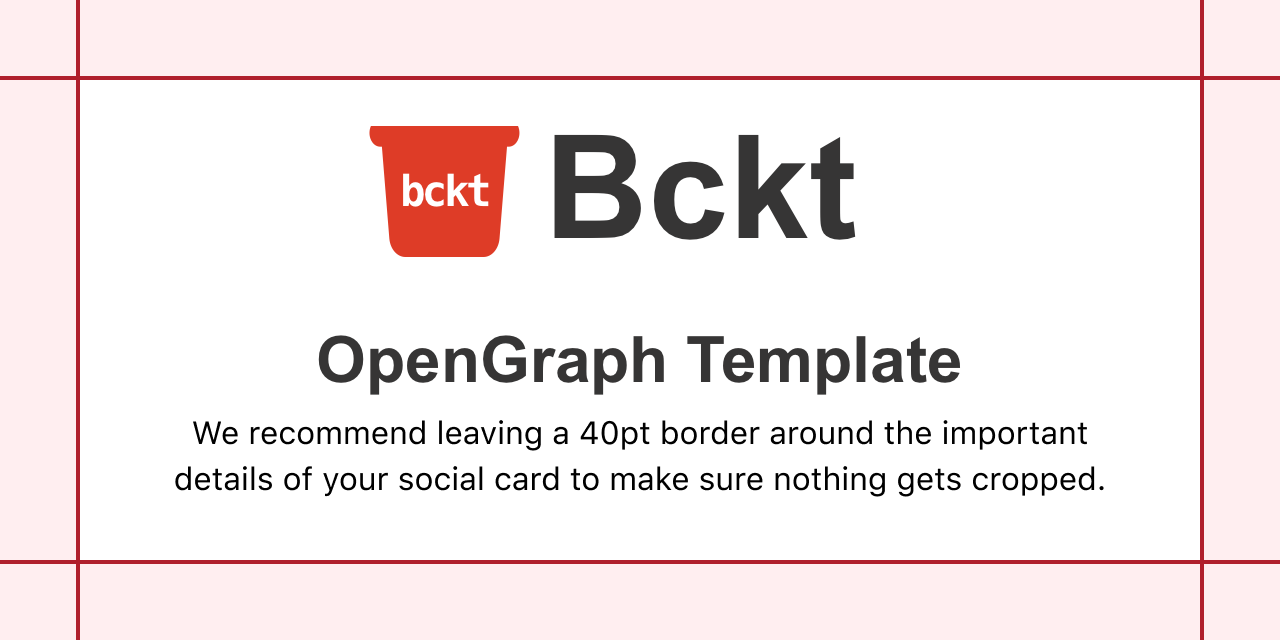 bckt
Bckt
OpenGraph Template
We recommend leaving a 40pt border around the important
details of your social card to make sure nothing gets cropped.